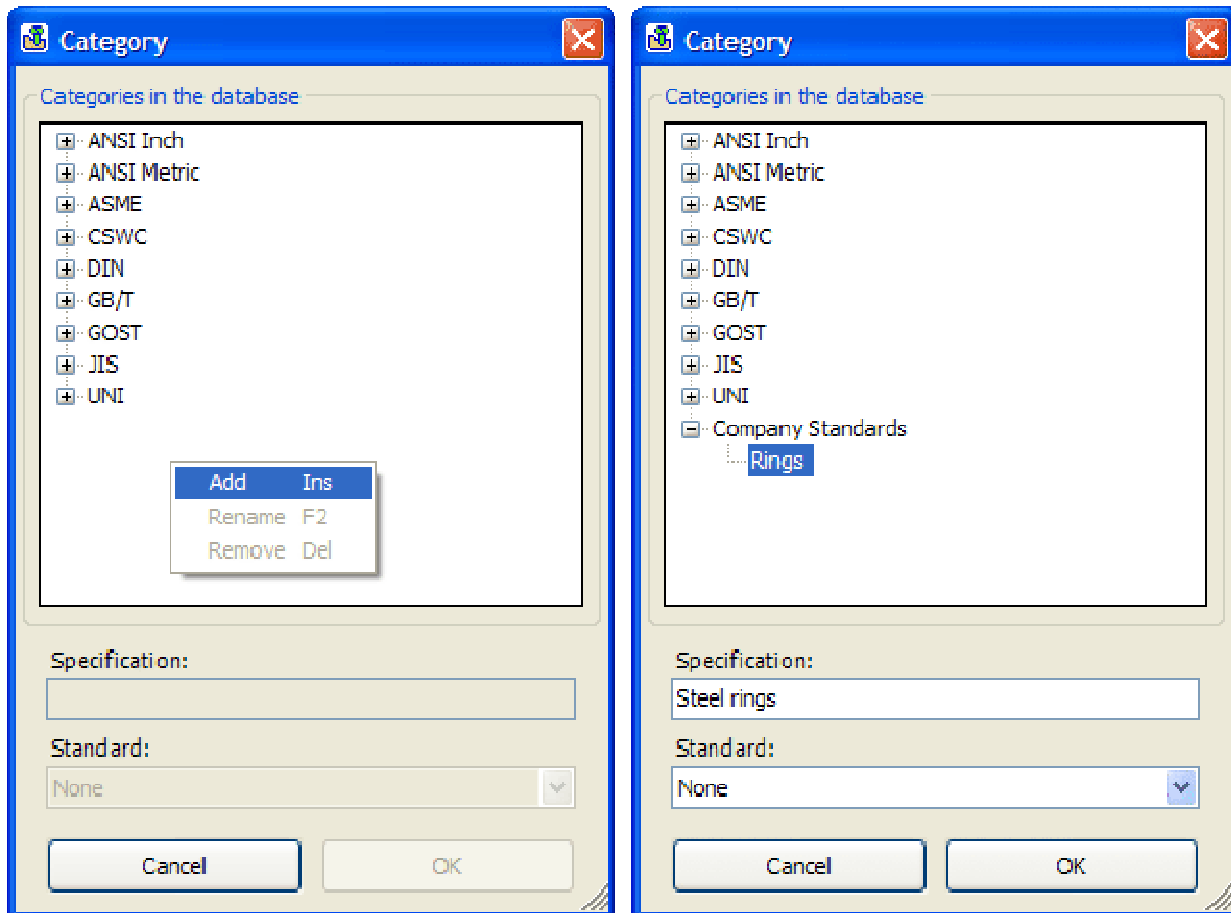 Category
Categories in the database
ANSI Inch
ANSI Metric
ASME
CSWC
DIN
GB/T
GOST
JIS
UNI
Add Ins
Rename F2
Remove Del
Specification:
Standard:
None
Cancel OK
Category
Categories in the database
ANSI Inch
ANSI Metric
ASME
CSWC
DIN
GB/T
GOST
JIS
UNI
Company Standards
Rings
Specification:
Steel rings
Standard:
None
Cancel OK